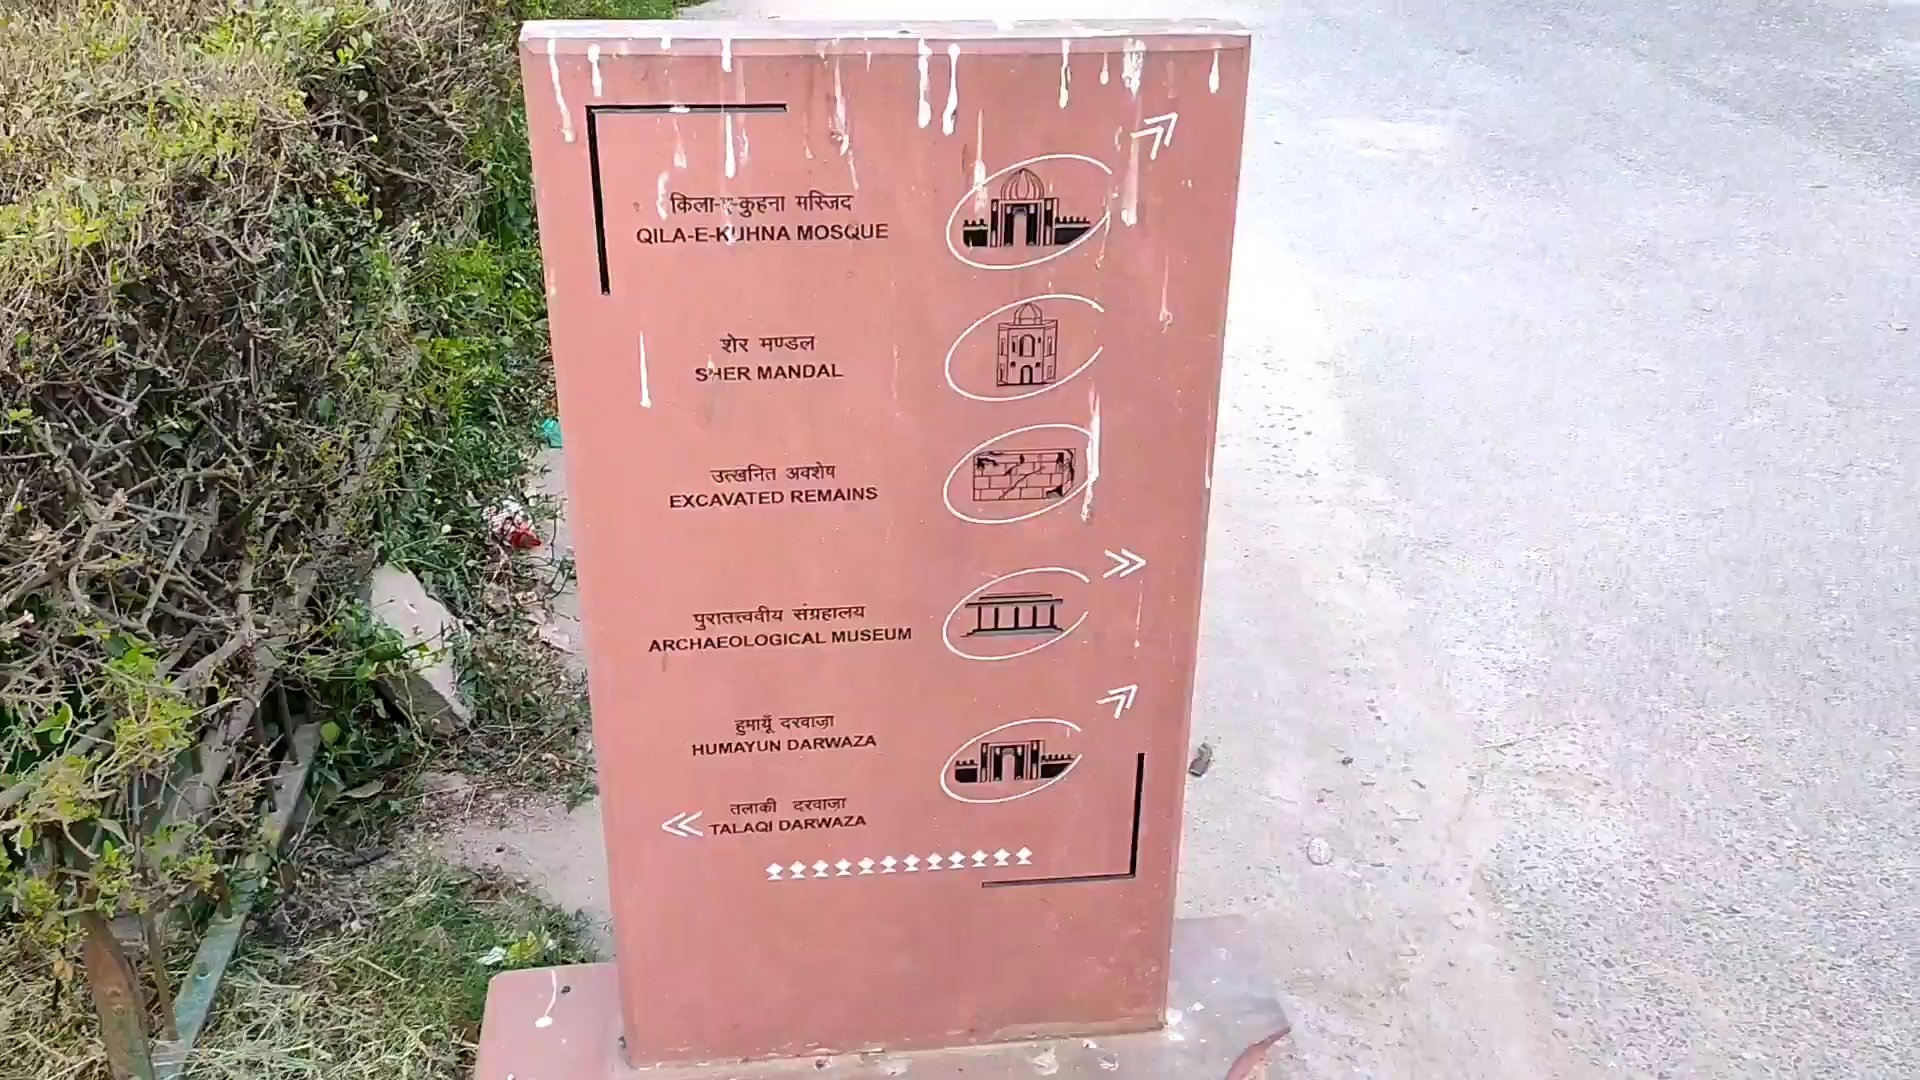 किला-ए-कुहना मस्जिद
QILA-E-KUHNA MOSQUE
शेर मण्डल
SHER MANDAL
उत्खनित अवशेष
EXCAVATED REMAINS
पुरातत्त्ववीय संग्रहालय
ARCHAEOLOGICAL MUSEUM
हुमायूँ दरवाज़ा
HUMAYUN DARWAZA
तलाकी दरवाज़ा
TALAQI DARWAZA